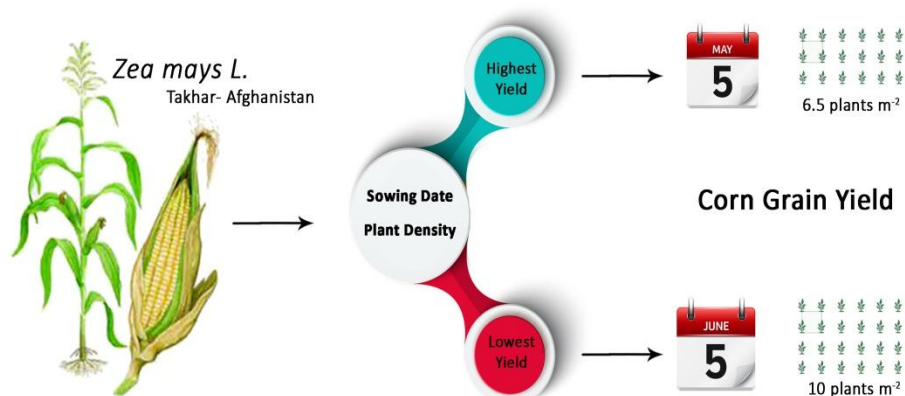 Zea mays L.
Takhar- Afghanistan
Sowing Date
Plant Density
Highest
Yield
MAY
5
6.5 plants m⁻²
Corn Grain Yield
Lowest
Yield
JUNE
5
10 plants m⁻²